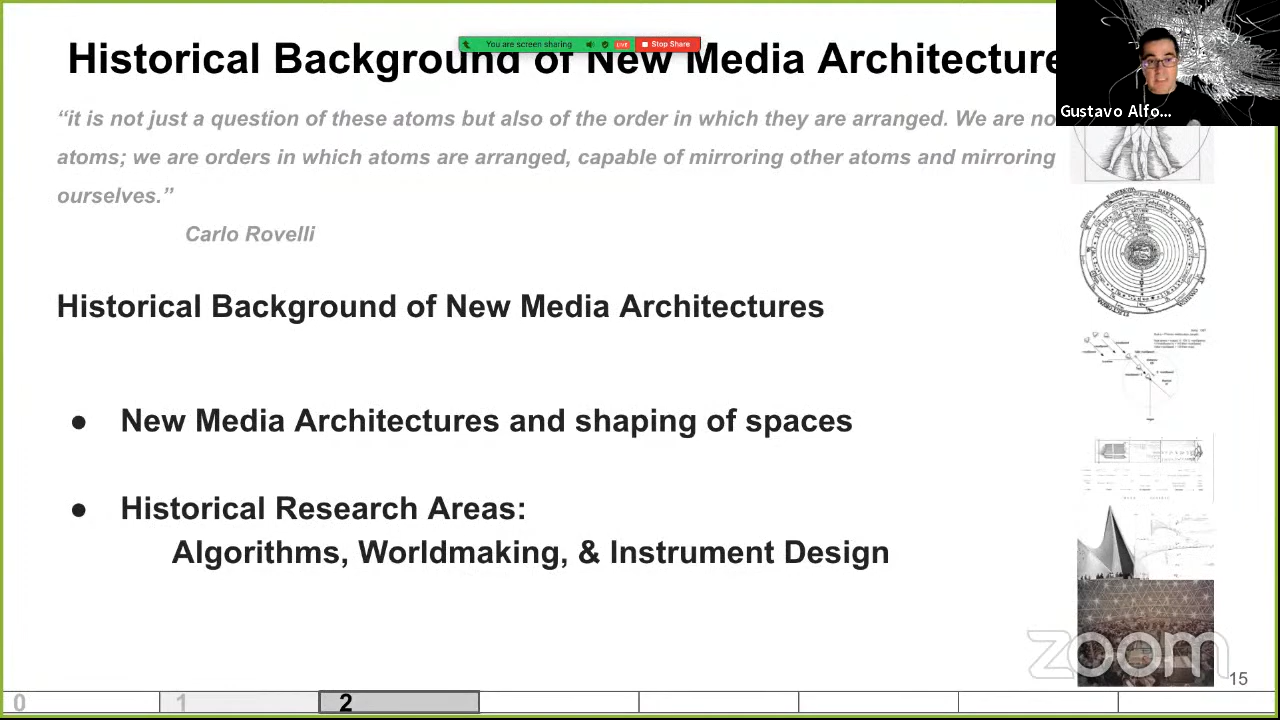 You are screen sharing
LIVE
Stop Share
Historical Background of New Media Architecture
Gustavo Alfo...
“it is not just a question of these atoms but also of the order in which they are arranged. We are no
atoms; we are orders in which atoms are arranged, capable of mirroring other atoms and mirroring
ourselves.”
Carlo Rovelli
Historical Background of New Media Architectures
● New Media Architectures and shaping of spaces
● Historical Research Areas:
Algorithms, Worldmaking, & Instrument Design
zoom
15
0
1
2